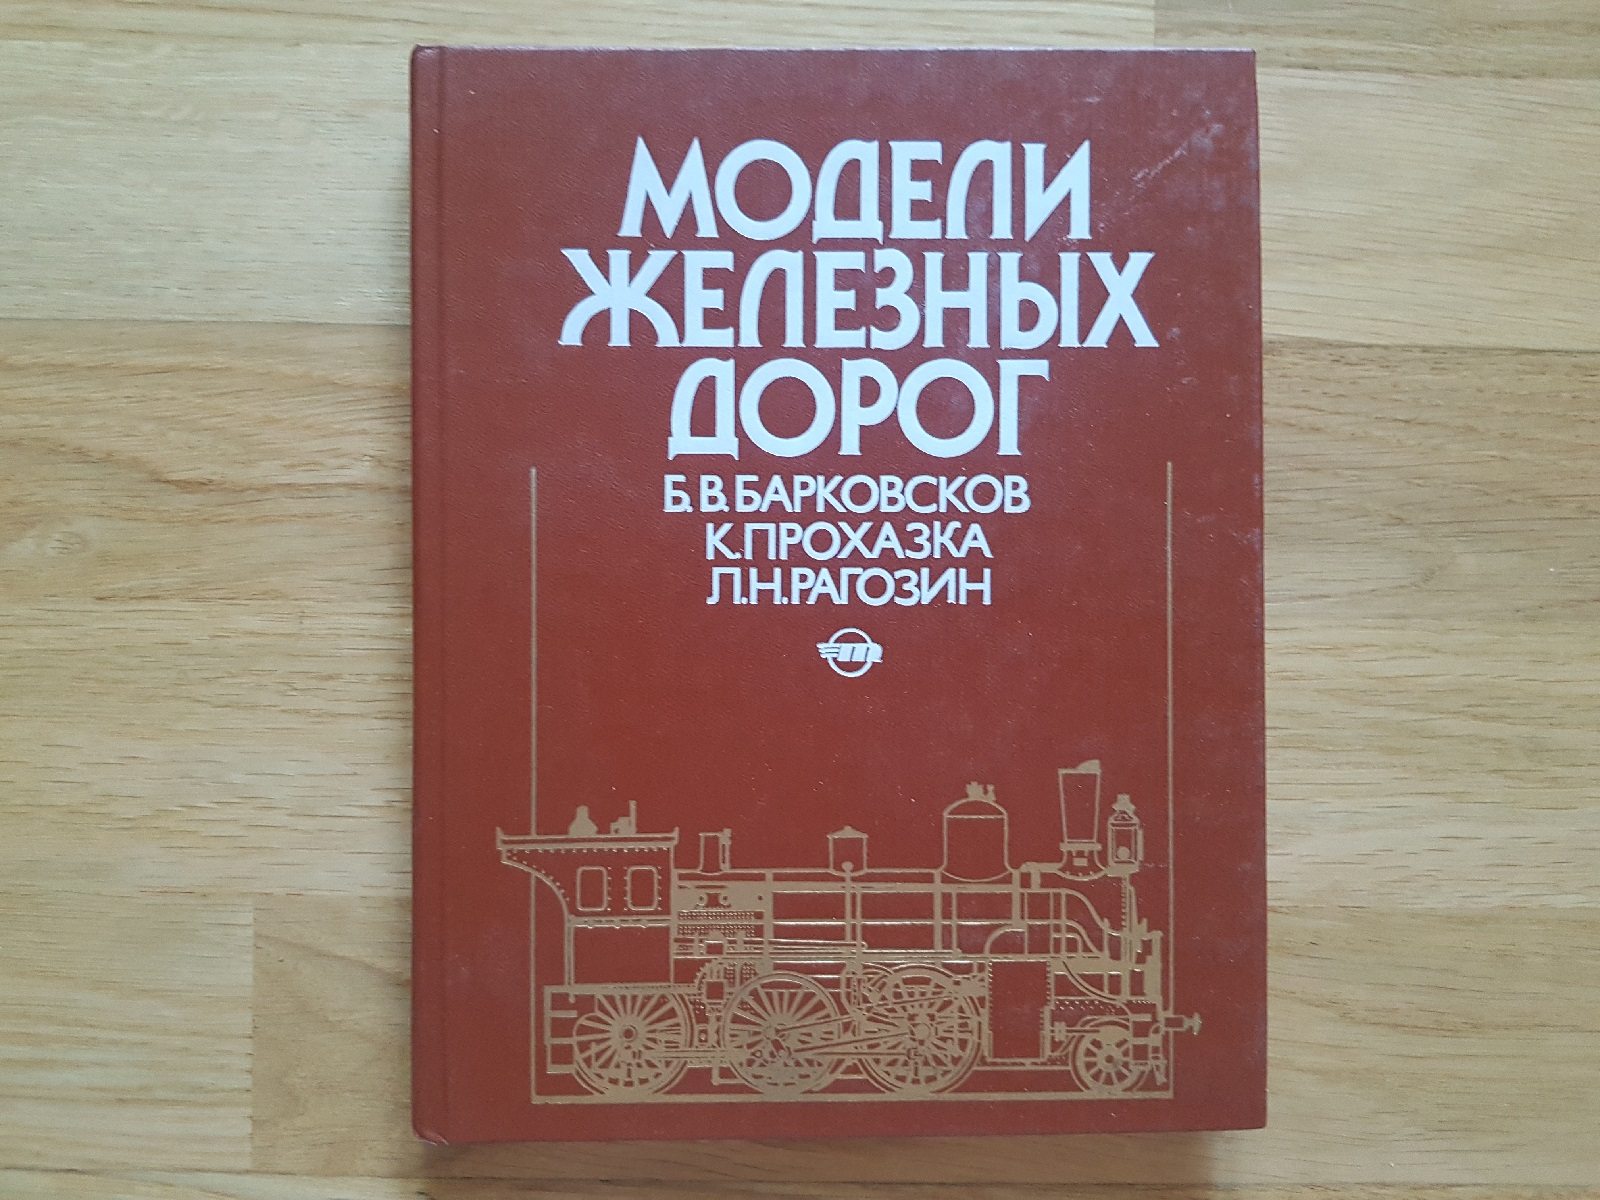 МОДЕЛИ
ЖЕЛЕЗНЫХ
ДОРОГ
Б.В.БАРКОВСКОВ
К.ПРОХАЗКА
Л.Н.РАГОЗИН